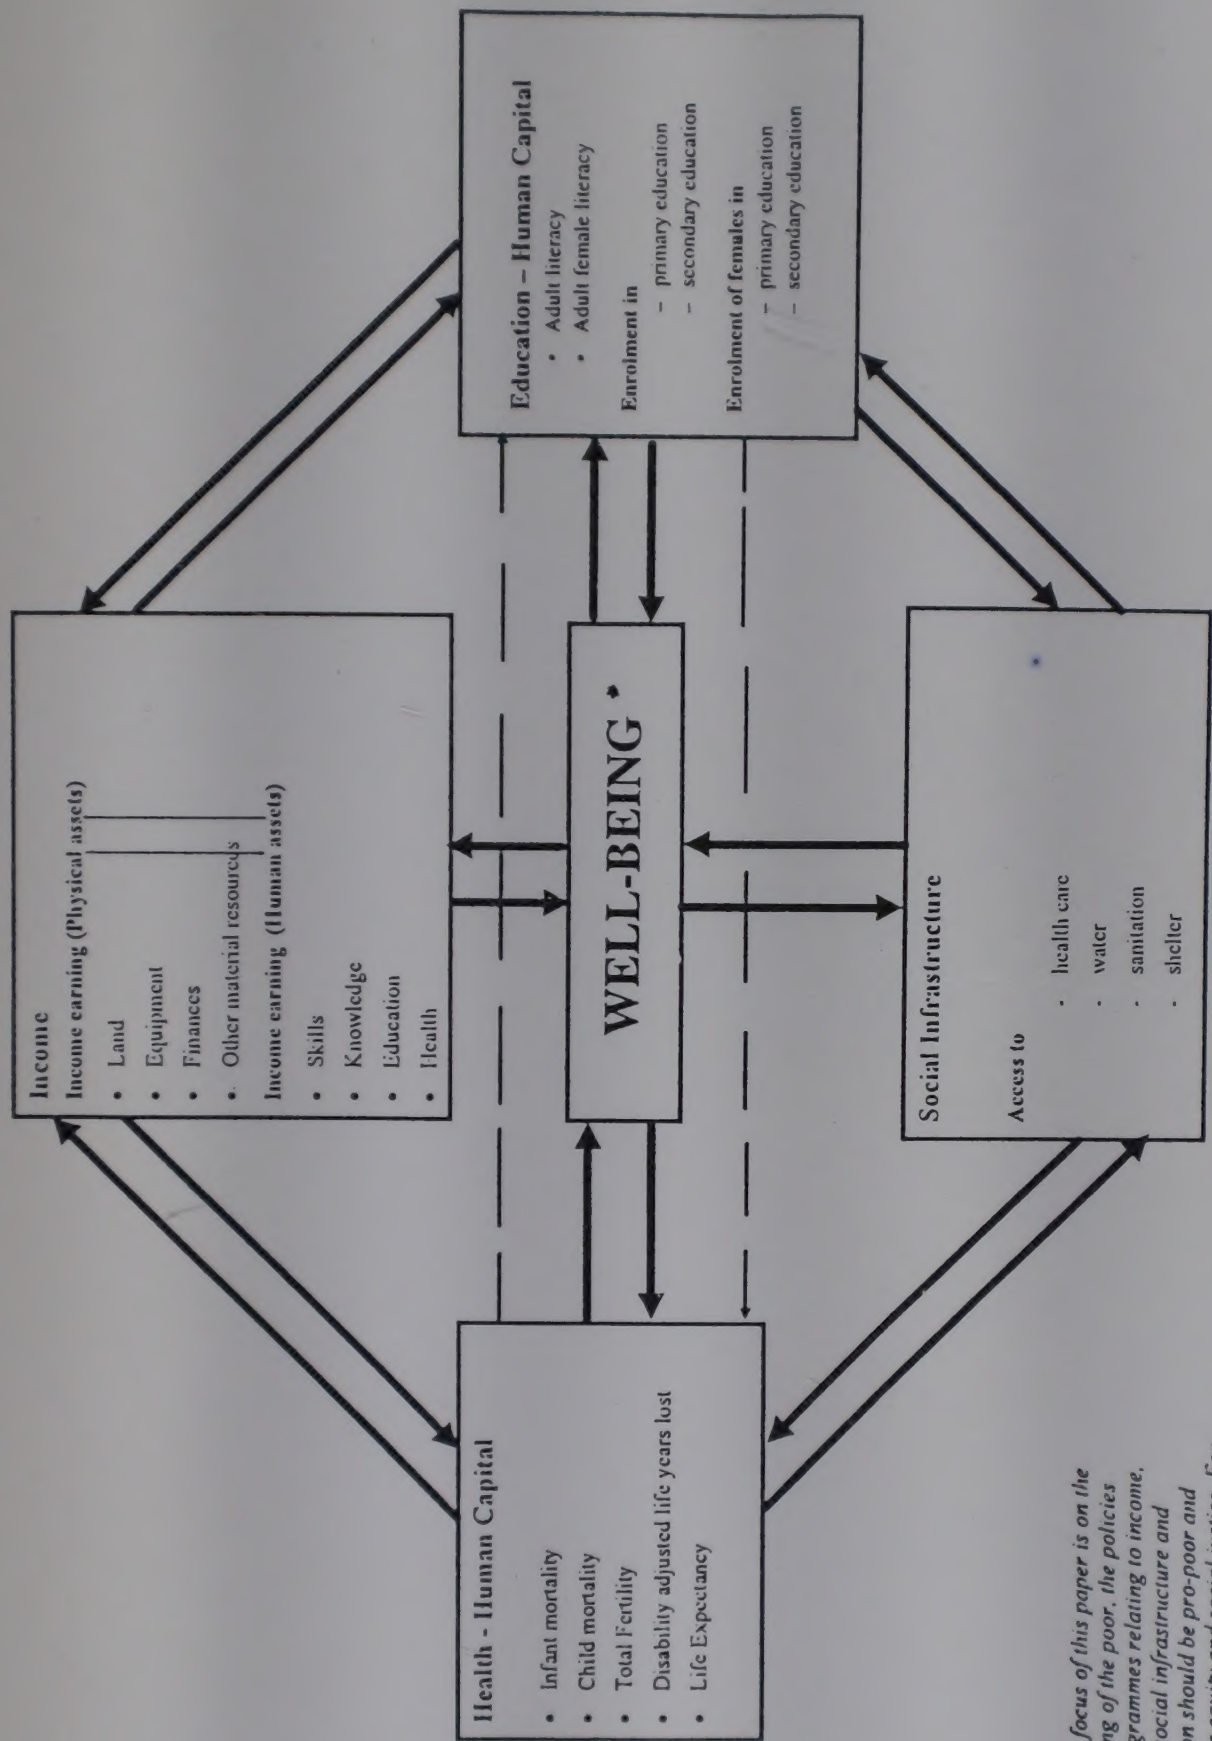 Income
Income earning (Physical assets)
• Land
• Equipment
• Finances
• Other material resources
Income earning (Human assets)
• Skills
• Knowledge
• Education
• Health
Health - Human Capital
• Infant mortality
• Child mortality
• Total Fertility
• Disability adjusted life years lost
• Life Expectancy
WELL-BEING *
Education – Human Capital
• Adult literacy
• Adult female literacy
Enrolment in
– primary education
– secondary education
Enrolment of females in
– primary education
– secondary education
Social Infrastructure
Access to
- health care
- water
- sanitation
- shelter
focus of this paper is on the
of the poor, the policies
relating to income,
infrastructure and
should be pro-poor and
equity and social justice.